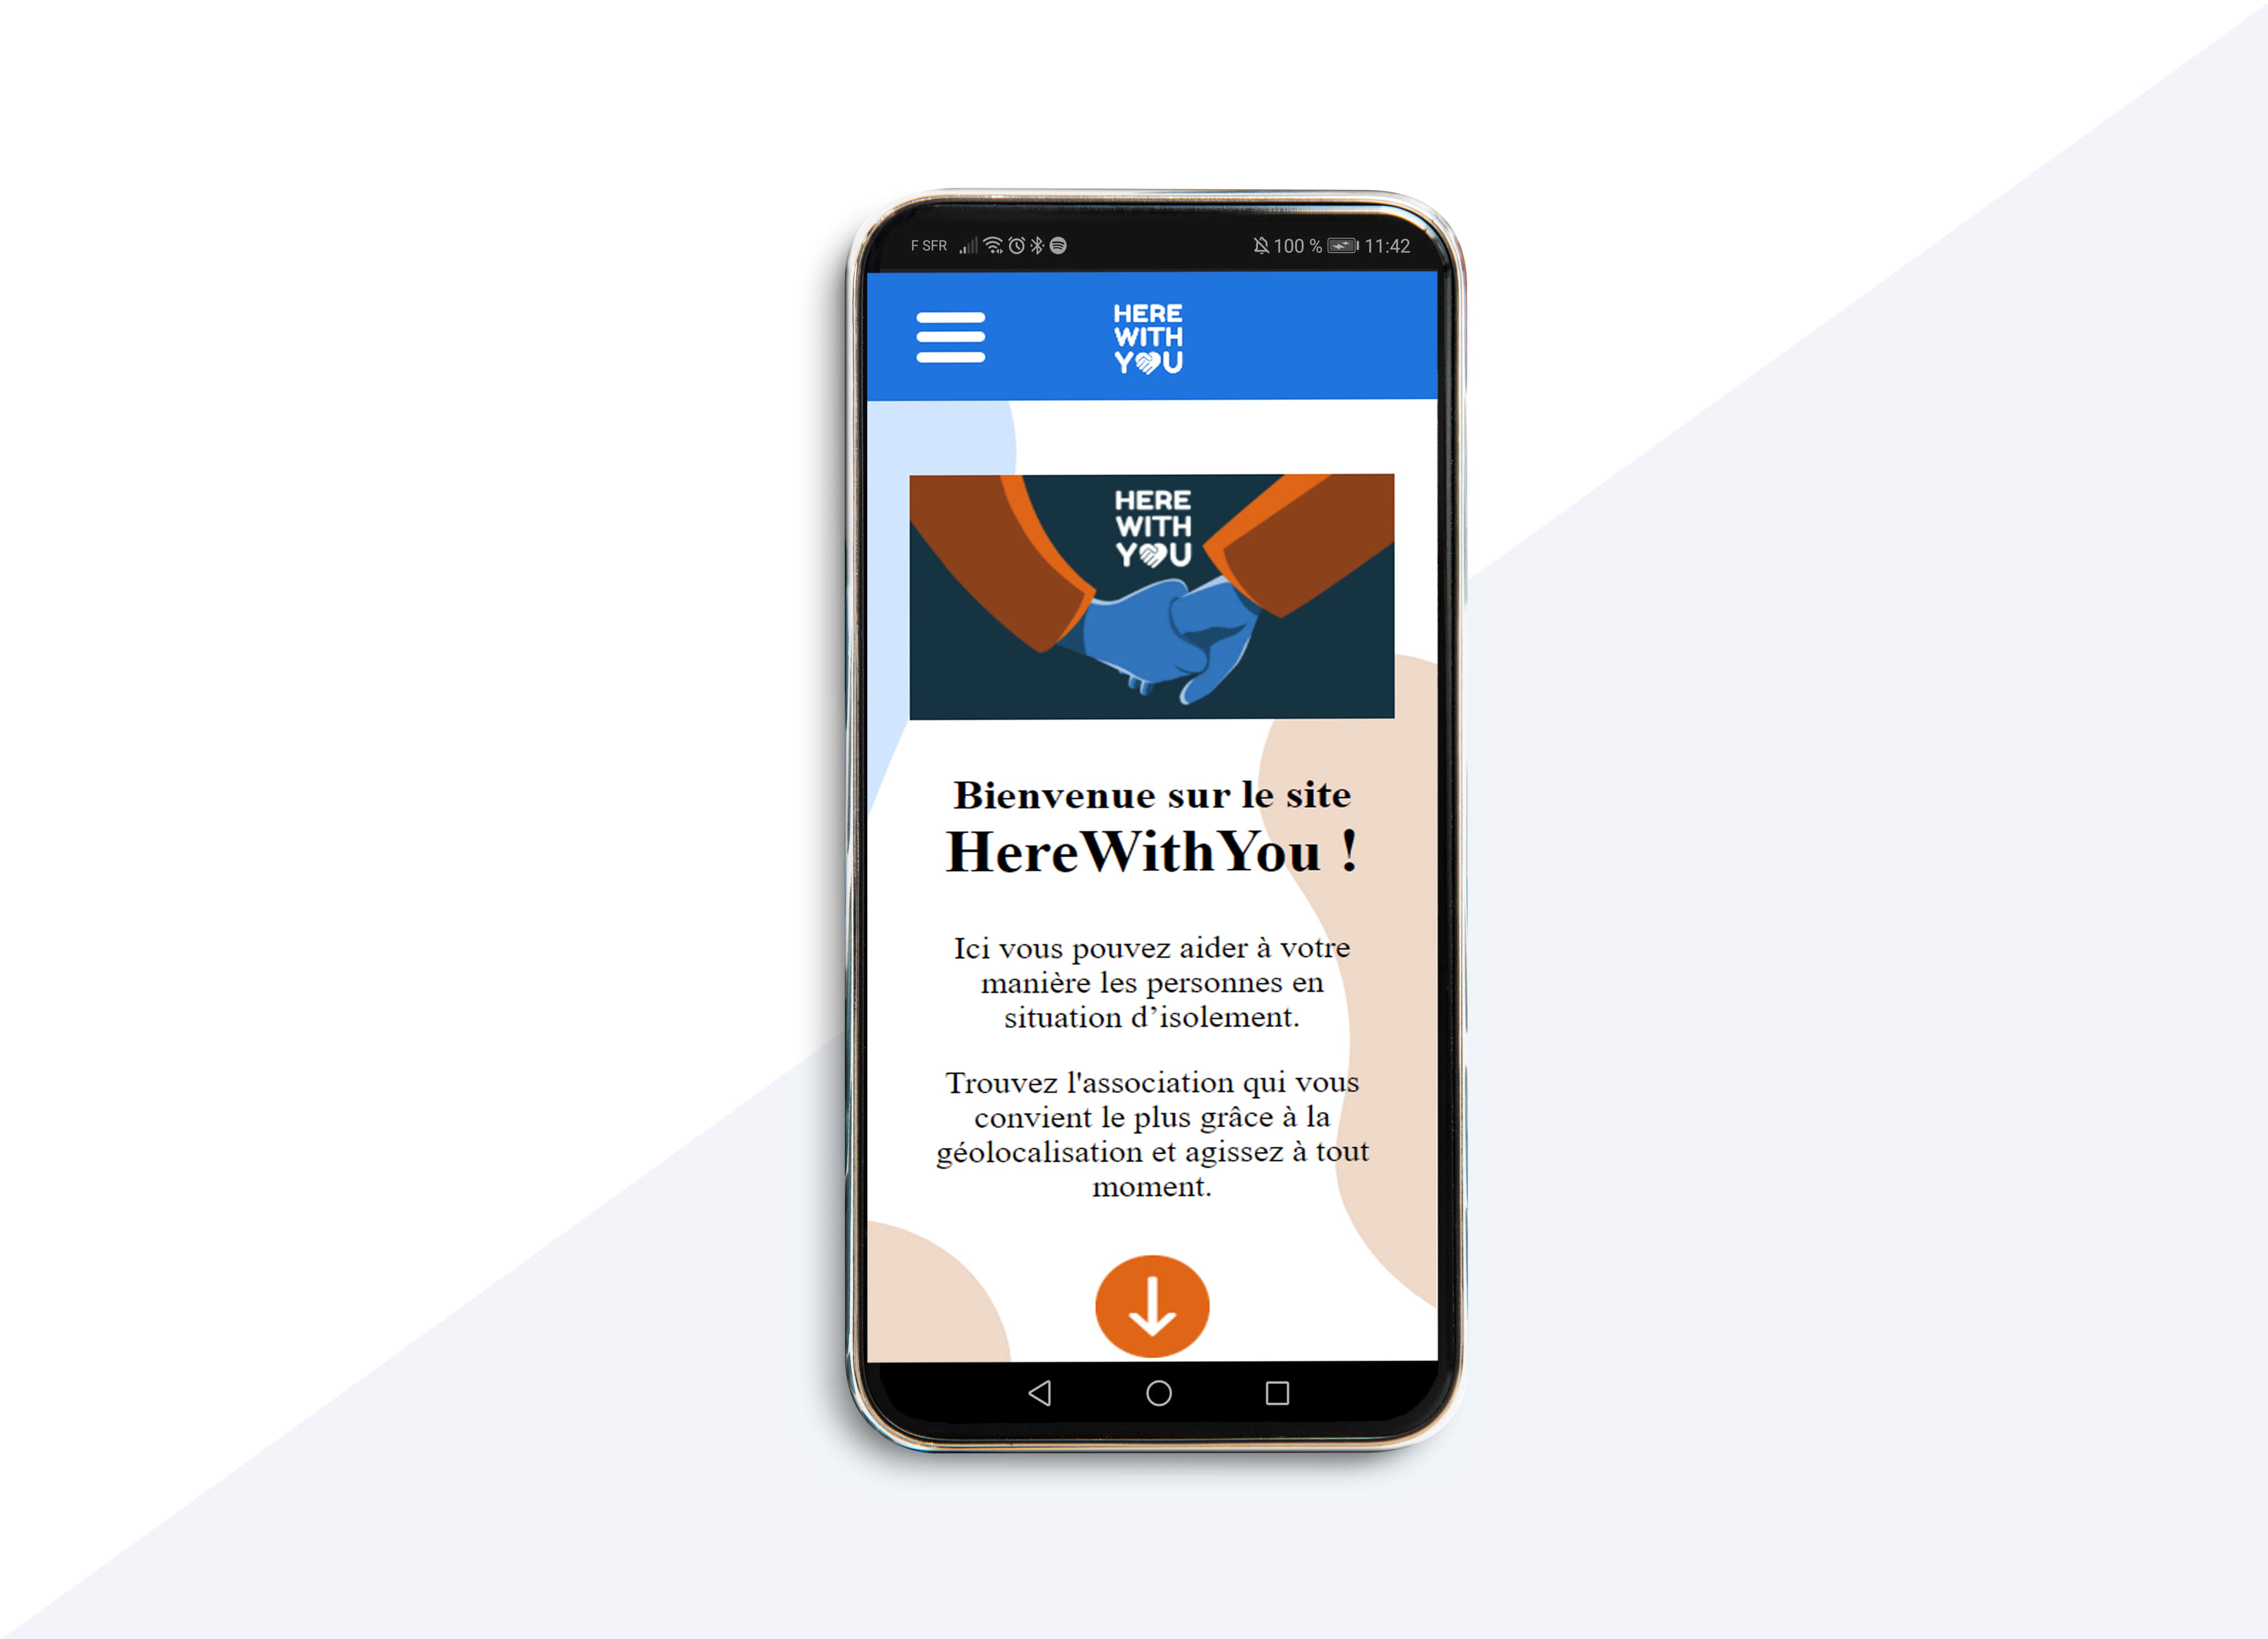 F SFR 100 % 11:42
HERE
WITH
YOU
HERE
WITH
YOU
Bienvenue sur le site
HereWithYou !
Ici vous pouvez aider à votre
manière les personnes en
situation d’isolement.
Trouvez l'association qui vous
convient le plus grâce à la
géolocalisation et agissez à tout
moment.